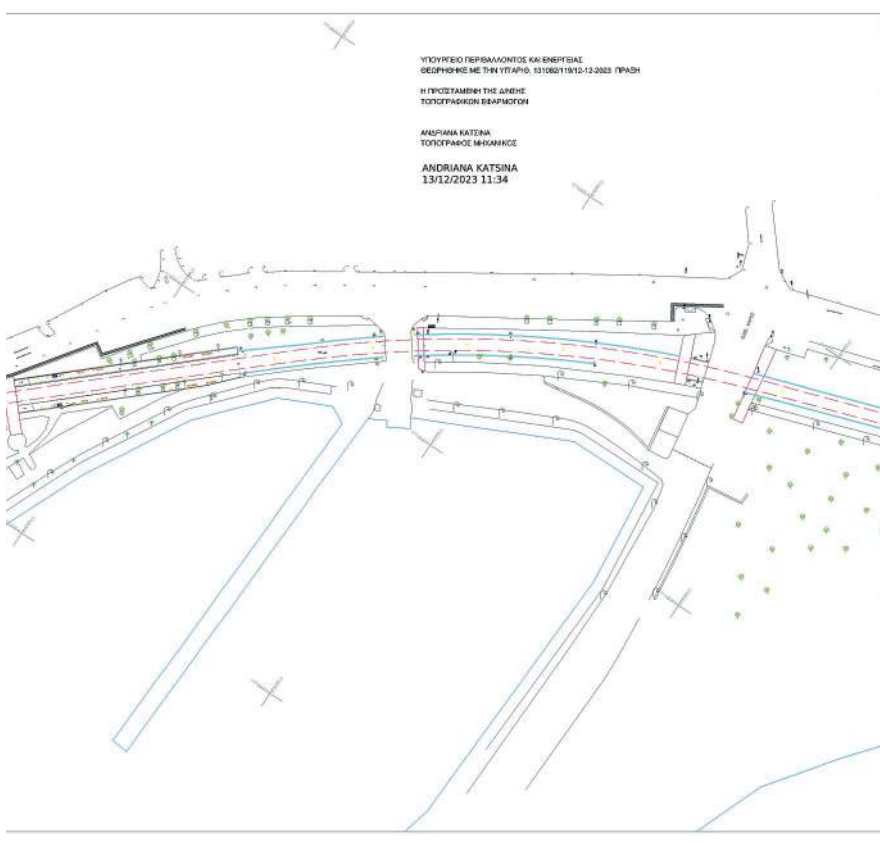 ΥΠΟΥΡΓΕΙΟ ΠΕΡΙΒΑΛΛΟΝΤΟΣ ΚΑΙ ΕΝΕΡΓΕΙΑΣ
ΘΕΩΡΗΘΗΚΕ ΜΕ ΤΗΝ ΥΠ'ΑΡΙΘ. 131082/119/12-12-2023 ΠΡΑΞΗ
Η ΠΡΟΪΣΤΑΜΕΝΗ ΤΗΣ Δ/ΝΣΗΣ
ΤΟΠΟΓΡΑΦΙΚΩΝ ΕΦΑΡΜΟΓΩΝ
ΑΝΔΡΙΑΝΑ ΚΑΤΣΙΝΑ
ΤΟΠΟΓΡΑΦΟΣ ΜΗΧΑΝΙΚΟΣ
ANDRIANA KATSINA
13/12/2023 11:34